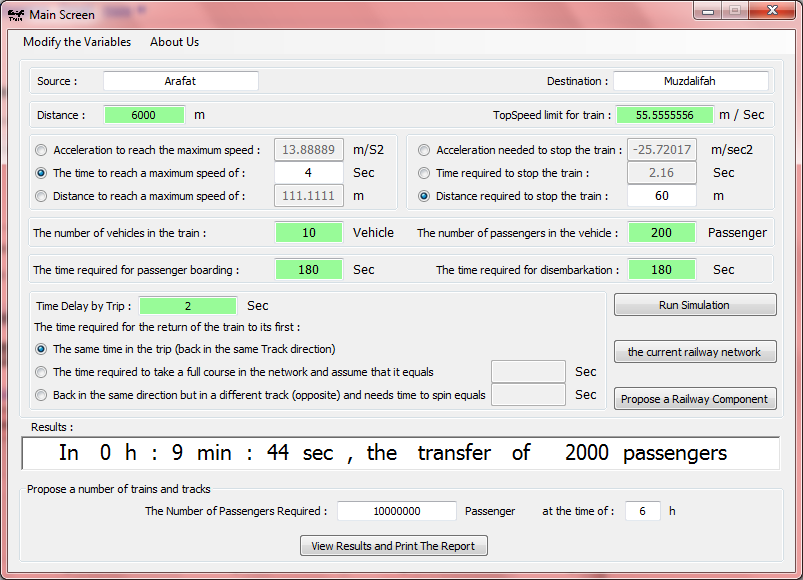 Main Screen
Modify the Variables About Us
Source : Arafat Destination : Muzdalifah
Distance : 6000 m TopSpeed limit for train : 55.5555556 m / Sec
Acceleration to reach the maximum speed : 13.88889 m/S2 Acceleration needed to stop the train : -25.72017 m/sec2
The time to reach a maximum speed of : 4 Sec Time required to stop the train : 2.16 Sec
Distance to reach a maximum speed of : 111.1111 m Distance required to stop the train : 60 m
The number of vehicles in the train : 10 Vehicle The number of passengers in the vehicle : 200 Passenger
The time required for passenger boarding : 180 Sec The time required for disembarkation : 180 Sec
Time Delay by Trip : 2 Sec Run Simulation
The time required for the return of the train to its first :
The same time in the trip (back in the same Track direction) the current railway network
The time required to take a full course in the network and assume that it equals Sec
Back in the same direction but in a different track (opposite) and needs time to spin equals Sec Propose a Railway Component
Results :
In 0 h : 9 min : 44 sec , the transfer of 2000 passengers
Propose a number of trains and tracks
The Number of Passengers Required : 10000000 Passenger at the time of : 6 h
View Results and Print The Report